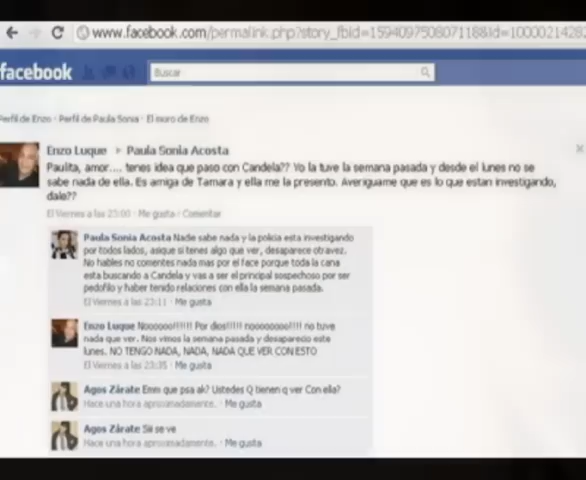 www.facebook.com/permalink.php?story_fbid=159409750807118&id=1000021428
facebook
Buscar
Perfil de Enzo · Perfil de Paula Sonia · El muro de Enzo
Enzo Luque ▸ Paula Sonia Acosta
Paulita, amor.... tenes idea que paso con Candela?? Yo la tuve la semana pasada y desde el lunes no se
sabe nada de ella. Es amiga de Tamara y ella me la presento. Averiguame que es lo que estan investigando,
dale??
El Viernes a las 23:00 · Me gusta · Comentar
Paula Sonia Acosta Nadie sabe nada y la policia esta investigando
por todos lados, asique si tenes algo que ver, desaparece otra vez.
No hables no comentes nada mas por el face porque toda la cana
esta buscando a Candela y vas a ser el principal sospechoso por ser
pedofilo y haber tenido relaciones con ella la semana pasada.
El Viernes a las 23:11 · Me gusta
Enzo Luque Nooooo!!!!!! Por dios!!!!! nooooooo!!!! no tuve
nada que ver. Nos vimos la semana pasada y desaparecio este
lunes. NO TENGO NADA, NADA, NADA QUE VER CON ESTO
El Viernes a las 23:35 · Me gusta
Agos Zárate Emm que psa ak? Ustedes Q tienen q ver Con ella?
Hace una hora aproximadamente. · Me gusta
Agos Zárate Sii se ve
Hace una hora aproximadamente. · Me gusta